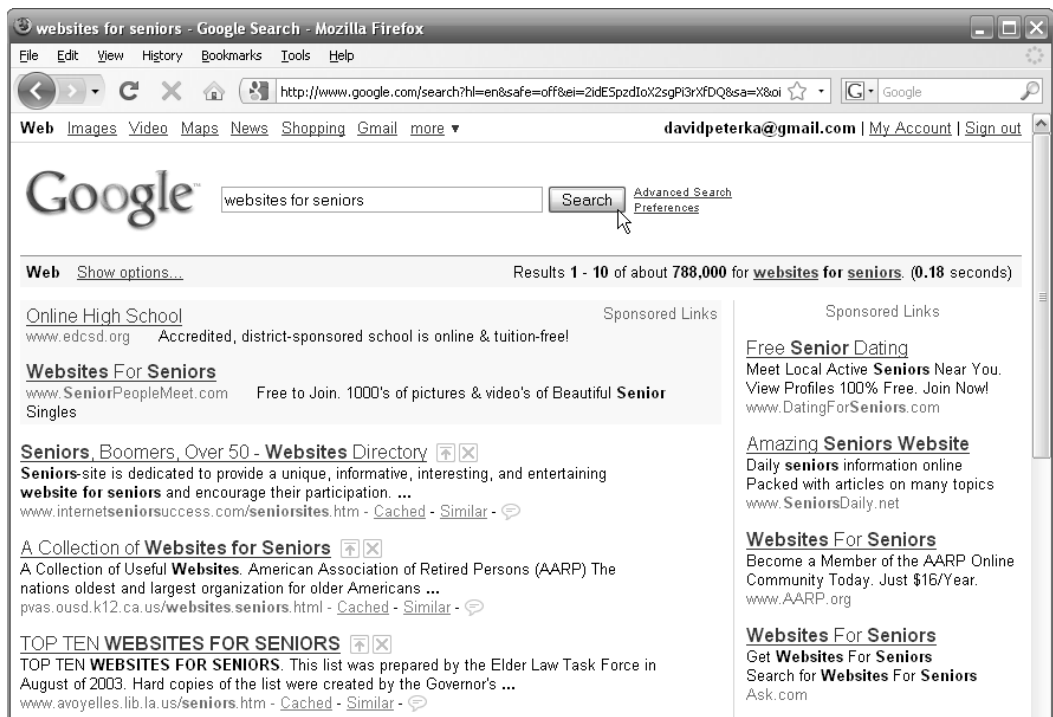 websites for seniors - Google Search - Mozilla Firefox
File Edit View History Bookmarks Tools Help
http://www.google.com/search?hl=en&safe=off&ei=2idESpzdIoX2sgPi3rXfDQ&sa=X&oi
G Google
Web Images Video Maps News Shopping Gmail more ▼ davidpeterka@gmail.com | My Account | Sign out
Google™ websites for seniors Search Advanced Search
Preferences
Web Show options... Results 1 - 10 of about 788,000 for websites for seniors. (0.18 seconds)
Online High School Sponsored Links
www.edcsd.org Accredited, district-sponsored school is online & tuition-free!
Websites For Seniors
www.SeniorPeopleMeet.com Free to Join. 1000's of pictures & video's of Beautiful Senior
Singles
Seniors, Boomers, Over 50 - Websites Directory
Seniors-site is dedicated to provide a unique, informative, interesting, and entertaining
website for seniors and encourage their participation. ...
www.internetseniorsuccess.com/seniorsites.htm - Cached - Similar -
A Collection of Websites for Seniors
A Collection of Useful Websites. American Association of Retired Persons (AARP) The
nations oldest and largest organization for older Americans ...
pvas.ousd.k12.ca.us/websites.seniors.html - Cached - Similar -
TOP TEN WEBSITES FOR SENIORS
TOP TEN WEBSITES FOR SENIORS. This list was prepared by the Elder Law Task Force in
August of 2003. Hard copies of the list were created by the Governor's ...
www.avoyelles.lib.la.us/seniors.htm - Cached - Similar -
Sponsored Links
Free Senior Dating
Meet Local Active Seniors Near You.
View Profiles 100% Free. Join Now!
www.DatingForSeniors.com
Amazing Seniors Website
Daily seniors information online
Packed with articles on many topics
www.SeniorsDaily.net
Websites For Seniors
Become a Member of the AARP Online
Community Today. Just $16/Year.
www.AARP.org
Websites For Seniors
Get Websites For Seniors
Search for Websites For Seniors
Ask.com